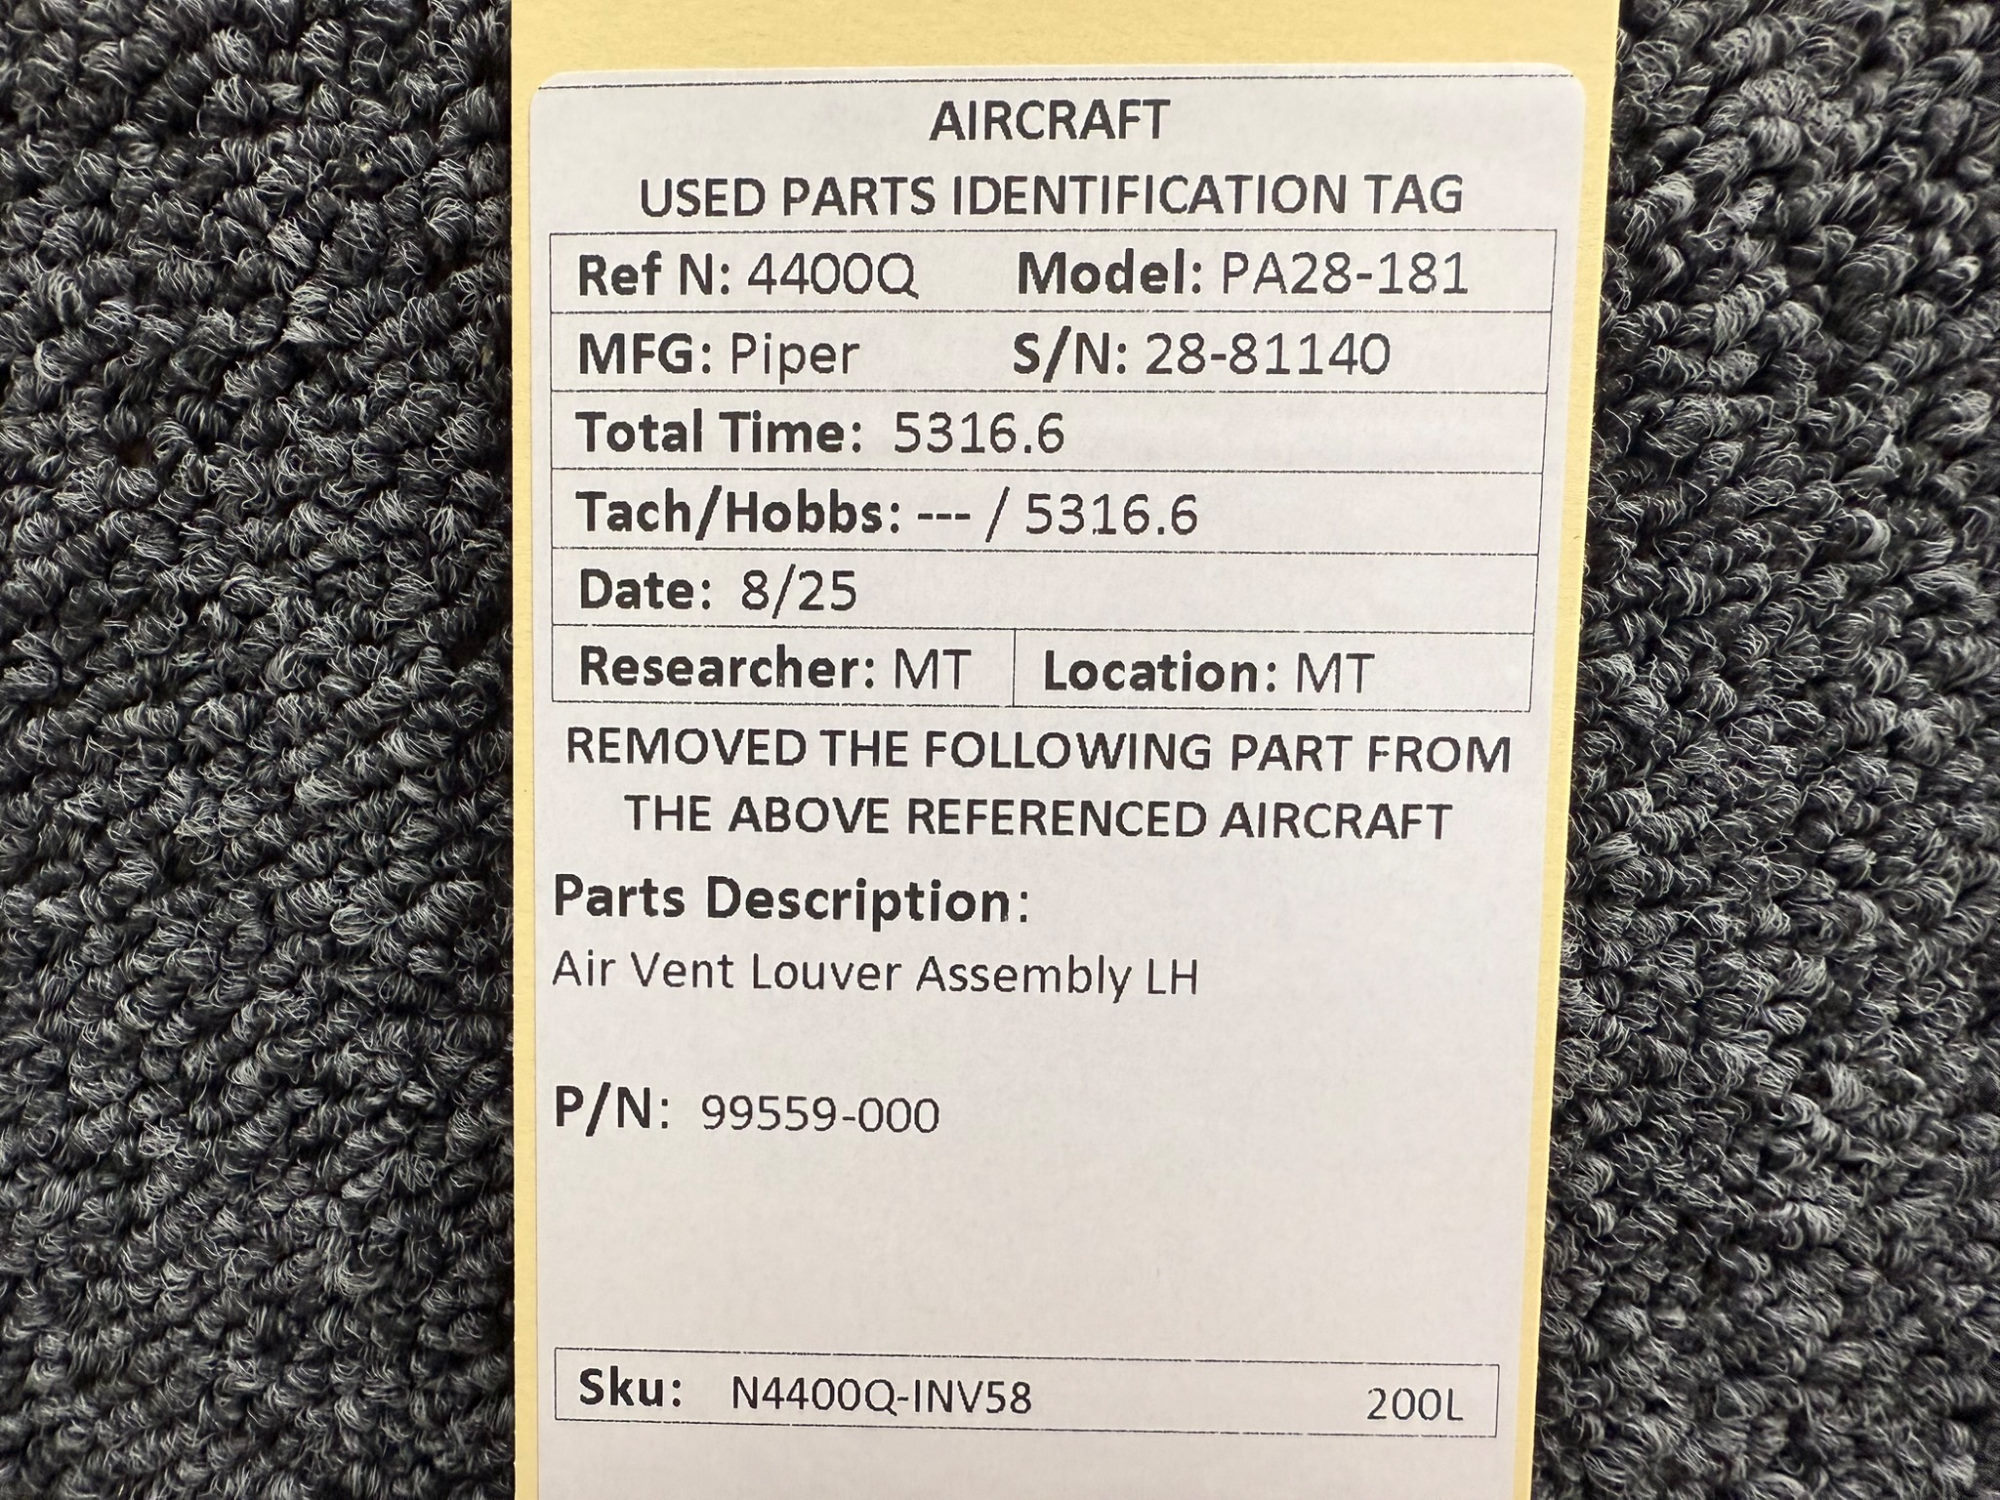 AIRCRAFT
USED PARTS IDENTIFICATION TAG
Ref N: 4400Q Model: PA28-181
MFG: Piper S/N: 28-81140
Total Time: 5316.6
Tach/Hobbs: --- / 5316.6
Date: 8/25
Researcher: MT Location: MT
REMOVED THE FOLLOWING PART FROM
THE ABOVE REFERENCED AIRCRAFT
Parts Description:
Air Vent Louver Assembly LH
P/N: 99559-000
Sku: N4400Q-INV58 200L